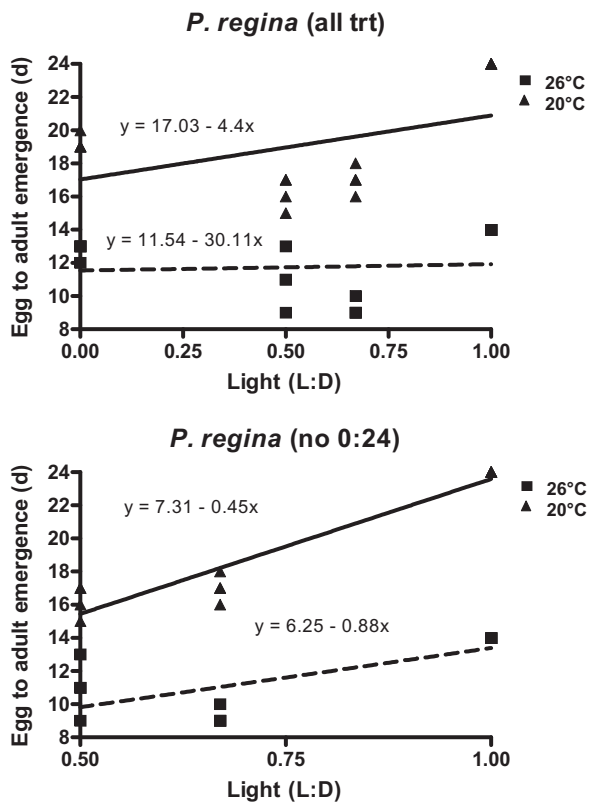 P. regina (all trt)
Egg to adult emergence (d)
24
22
20
18
16
14
12
10
8
y = 17.03 - 4.4x
y = 11.54 - 30.11x
26°C
20°C
0.00 0.25 0.50 0.75 1.00
Light (L:D)
P. regina (no 0:24)
Egg to adult emergence (d)
24
22
20
18
16
14
12
10
8
y = 7.31 - 0.45x
y = 6.25 - 0.88x
26°C
20°C
0.50 0.75 1.00
Light (L:D)